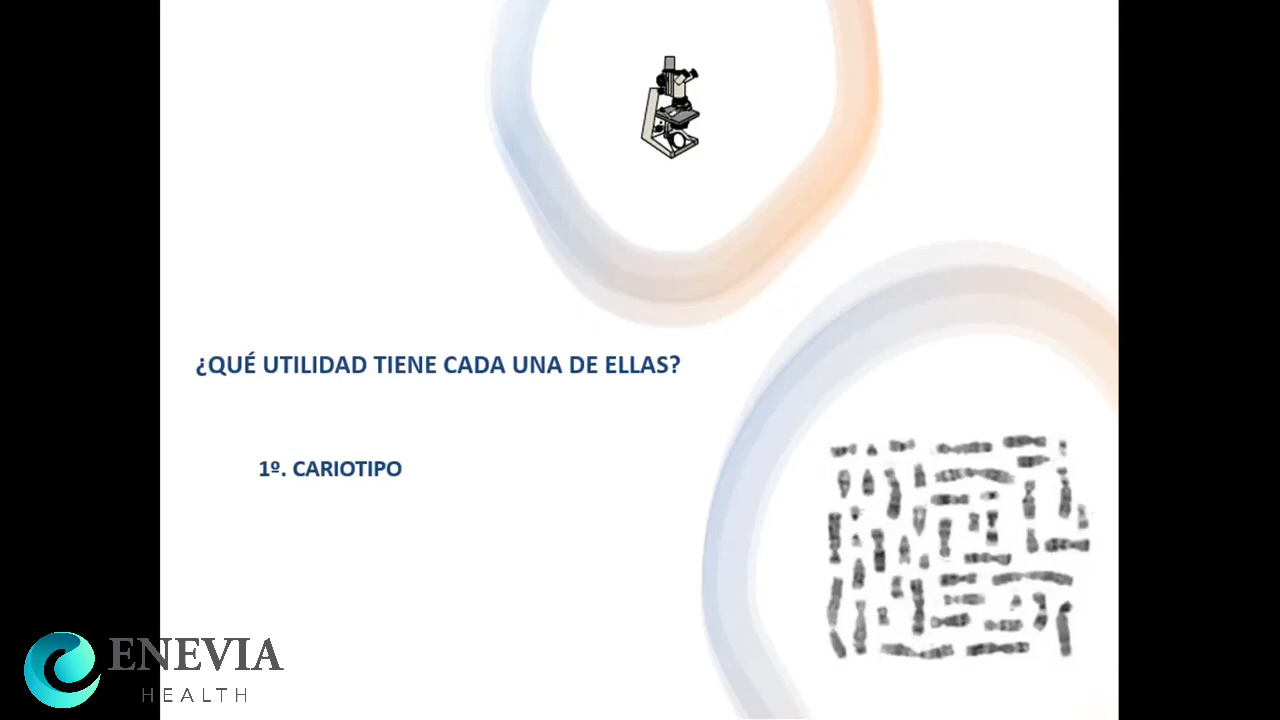 ¿QUÉ UTILIDAD TIENE CADA UNA DE ELLAS?
1º. CARIOTIPO
ENEVIA
HEALTH